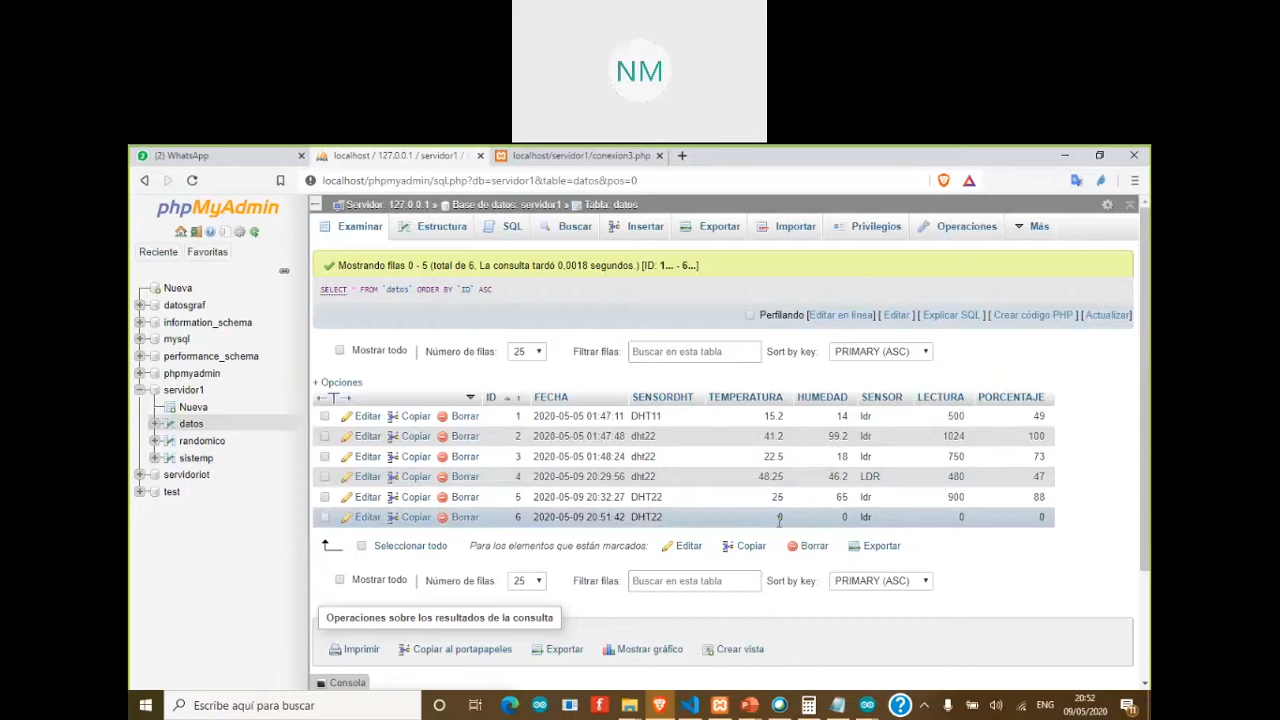 NM
(2) WhatsApp
localhost / 127.0.0.1 / servidor1 /
localhost/servidor1/conexion3.php
localhost/phpmyadmin/sql.php?db=servidor1&table=datos&pos=0
phpMyAdmin
Reciente Favoritas
Nueva
datosgraf
information_schema
mysql
performance_schema
phpmyadmin
servidor1
Nueva
datos
randomico
sistemp
servidoriot
test
Servidor: 127.0.0.1 » Base de datos: servidor1 » Tabla: datos
Examinar Estructura SQL Buscar Insertar Exportar Importar Privilegios Operaciones Más
Mostrando filas 0 - 5 (total de 6, La consulta tardó 0,0018 segundos.) [ID: 1... - 6...]
SELECT * FROM `datos` ORDER BY `ID` ASC
Perfilando [Editar en línea] [ Editar ] [ Explicar SQL ] [ Crear código PHP ] [ Actualizar]
Mostrar todo | Número de filas: 25 Filtrar filas: Buscar en esta tabla Sort by key: PRIMARY (ASC)
+ Opciones
←T→ ID 1 FECHA SENSORDHT TEMPERATURA HUMEDAD SENSOR LECTURA PORCENTAJE
Editar Copiar Borrar 1 2020-05-05 01:47:11 DHT11 15.2 14 ldr 500 49
Editar Copiar Borrar 2 2020-05-05 01:47:48 dht22 41.2 99.2 ldr 1024 100
Editar Copiar Borrar 3 2020-05-05 01:48:24 dht22 22.5 18 ldr 750 73
Editar Copiar Borrar 4 2020-05-09 20:29:56 dht22 48.25 46.2 LDR 480 47
Editar Copiar Borrar 5 2020-05-09 20:32:27 DHT22 25 65 ldr 900 88
Editar Copiar Borrar 6 2020-05-09 20:51:42 DHT22 0 0 ldr 0 0
Seleccionar todo Para los elementos que están marcados: Editar Copiar Borrar Exportar
Mostrar todo | Número de filas: 25 Filtrar filas: Buscar en esta tabla Sort by key: PRIMARY (ASC)
Operaciones sobre los resultados de la consulta
Imprimir Copiar al portapapeles Exportar Mostrar gráfico Crear vista
Consola
Escribe aquí para buscar
ENG
20:52
09/05/2020
11